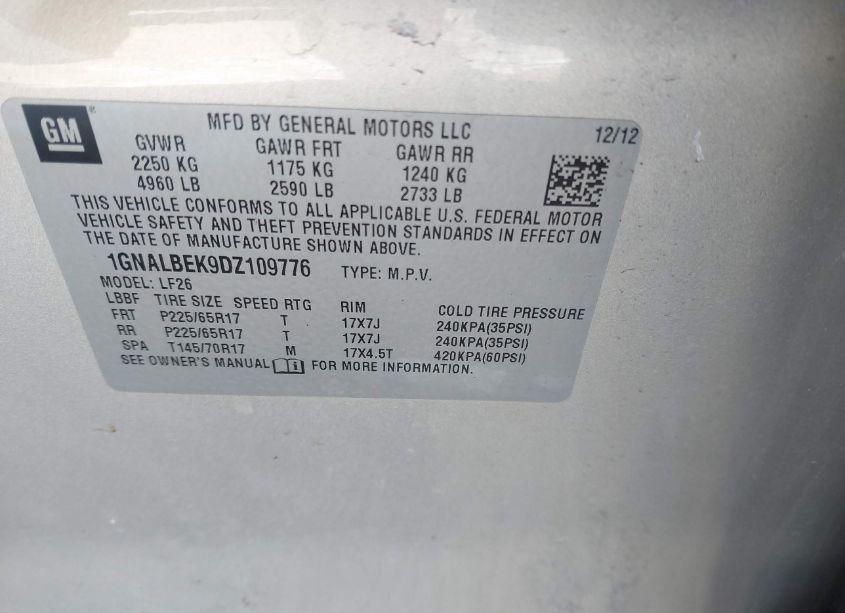 GM
MFD BY GENERAL MOTORS LLC 12/12
GVWR GAWR FRT GAWR RR
2250 KG 1175 KG 1240 KG
4960 LB 2590 LB 2733 LB
THIS VEHICLE CONFORMS TO ALL APPLICABLE U.S. FEDERAL MOTOR
VEHICLE SAFETY AND THEFT PREVENTION STANDARDS IN EFFECT ON
THE DATE OF MANUFACTURE SHOWN ABOVE.
1GNALBEK9DZ109776 TYPE: M.P.V.
MODEL: LF26
LBBF TIRE SIZE SPEED RTG RIM COLD TIRE PRESSURE
FRT P225/65R17 T 17X7J 240KPA(35PSI)
RR P225/65R17 T 17X7J 240KPA(35PSI)
SPA T145/70R17 M 17X4.5T 420KPA(60PSI)
SEE OWNER'S MANUAL FOR MORE INFORMATION.